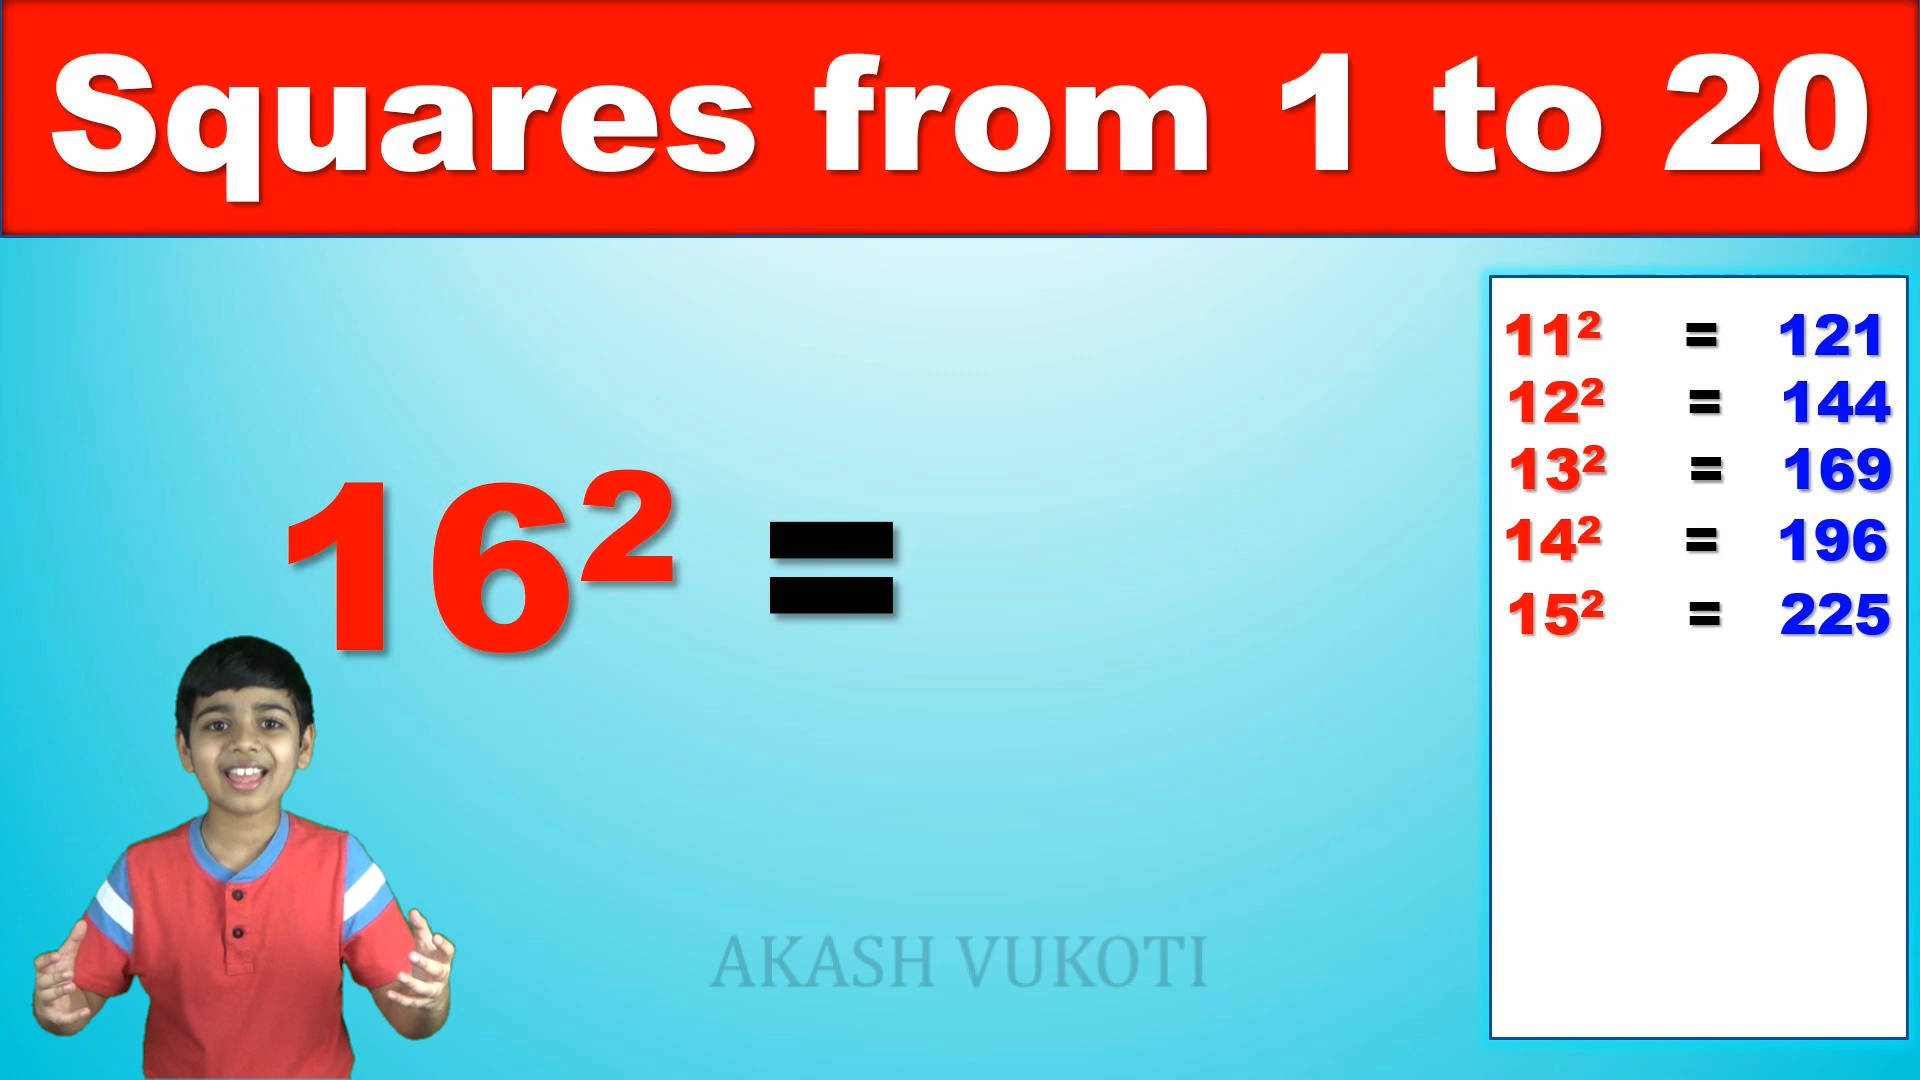 Squares from 1 to 20
16² =
11² = 121
12² = 144
13² = 169
14² = 196
15² = 225
AKASH VUKOTI